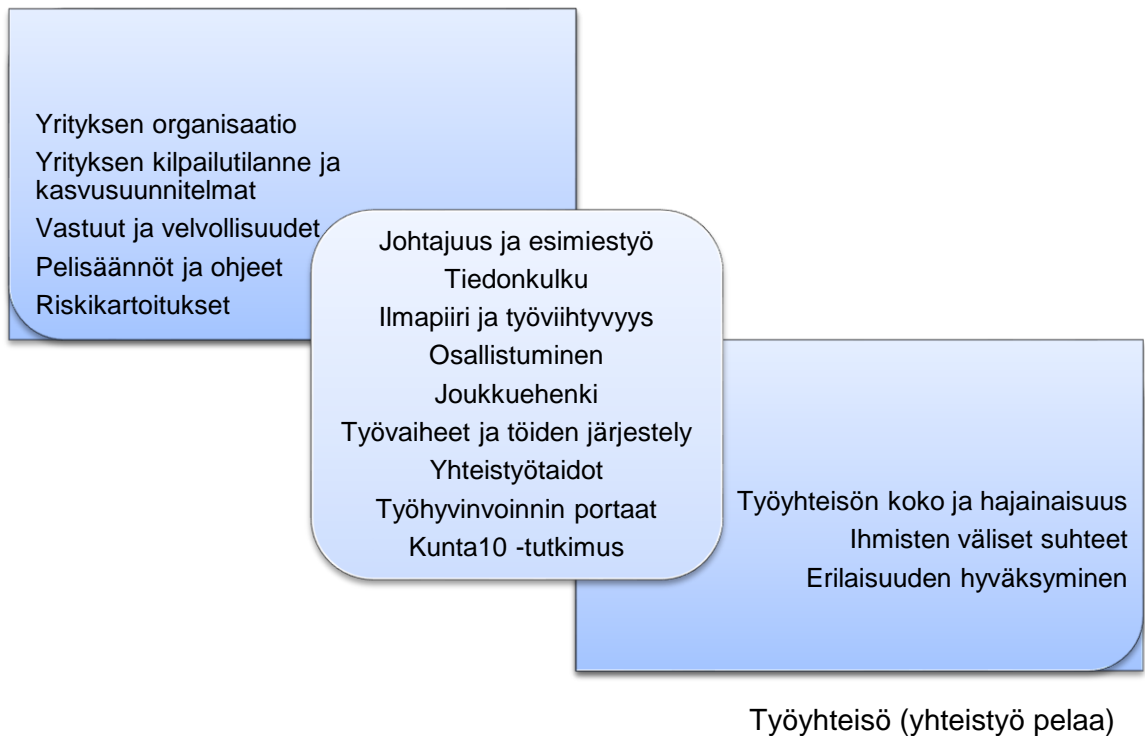 Yrityksen organisaatio
Yrityksen kilpailutilanne ja
kasvusuunnitelmat
Vastuut ja velvollisuudet
Pelisäännöt ja ohjeet
Riskikartoitukset
Johtajuus ja esimiestyö
Tiedonkulku
Ilmapiiri ja työviihtyvyys
Osallistuminen
Joukkuehenki
Työvaiheet ja töiden järjestely
Yhteistyötaidot
Työhyvinvoinnin portaat
Kunta10 -tutkimus
Työyhteisön koko ja hajainaisuus
Ihmisten väliset suhteet
Erilaisuuden hyväksyminen
Työyhteisö (yhteistyö pelaa)